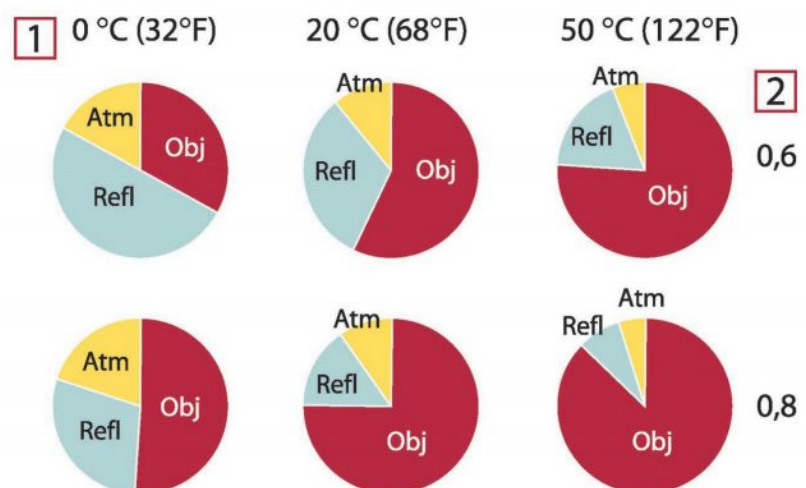 1 0 °C (32°F) 20 °C (68°F) 50 °C (122°F)
2
Atm Obj Refl
Atm Refl Obj
Atm Refl Obj
0,6
Atm Obj Refl
Atm Refl Obj
Atm Refl Obj
0,8